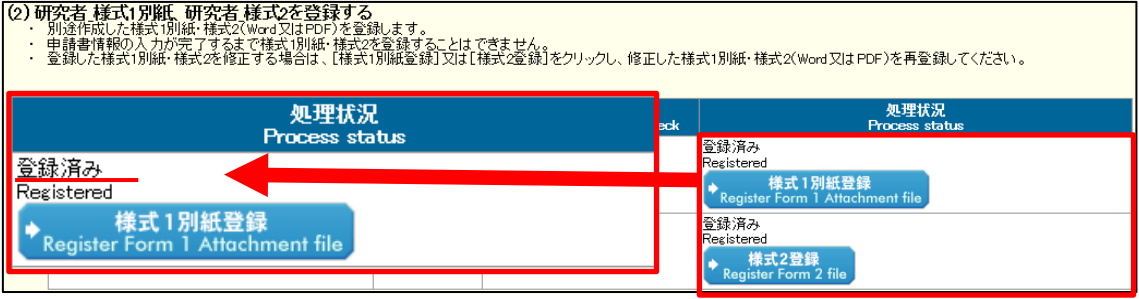 (2) 研究者_様式1別紙、研究者_様式2を登録する
・ 別途作成した様式1別紙・様式2(Word又はPDF)を登録します。
・ 申請書情報の入力が完了するまで様式1別紙・様式2を登録することはできません。
・ 登録した様式1別紙・様式2を修正する場合は、[様式1別紙登録]又は[様式2登録]をクリックし、修正した様式1別紙・様式2(Word又はPDF)を再登録してください。
処理状況
Process status
登録済み
Registered
様式1別紙登録
Register Form 1 Attachment file
eck
処理状況
Process status
登録済み
Registered
様式1別紙登録
Register Form 1 Attachment file
登録済み
Registered
様式2登録
Register Form 2 file